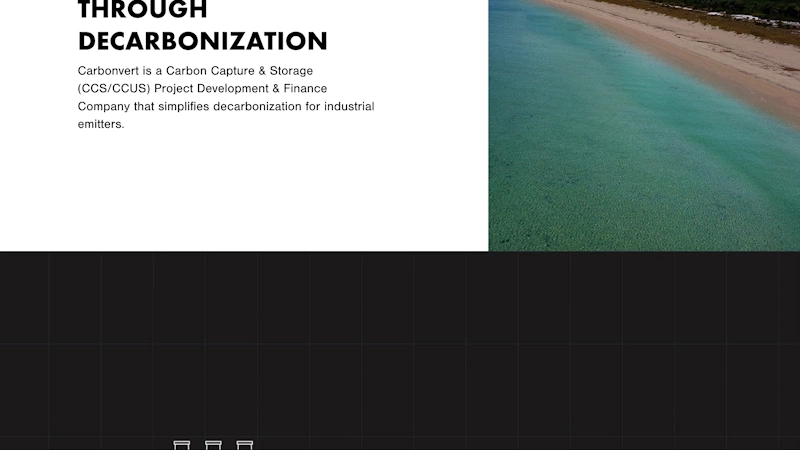 THROUGH
DECARBONIZATION
Carbonvert is a Carbon Capture & Storage
(CCS/CCUS) Project Development & Finance
Company that simplifies decarbonization for industrial
emitters.